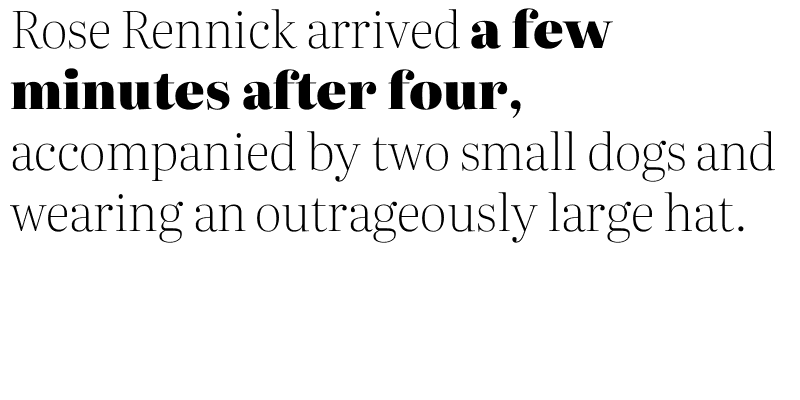 Rose Rennick arrived a few
minutes after four,
accompanied by two small dogs and
wearing an outrageously large hat.